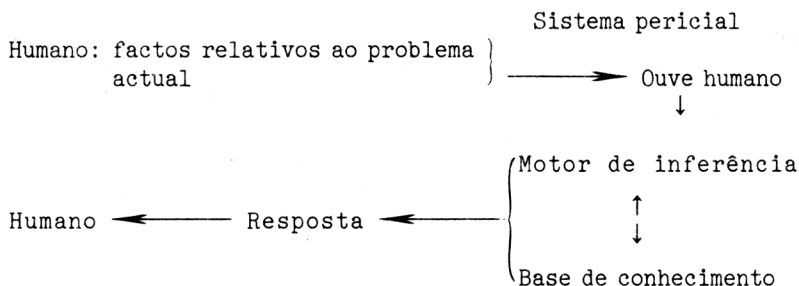 Sistema pericial
Humano: factos relativos ao problema
actual
Ouve humano
Motor de inferência
Humano
Resposta
Base de conhecimento